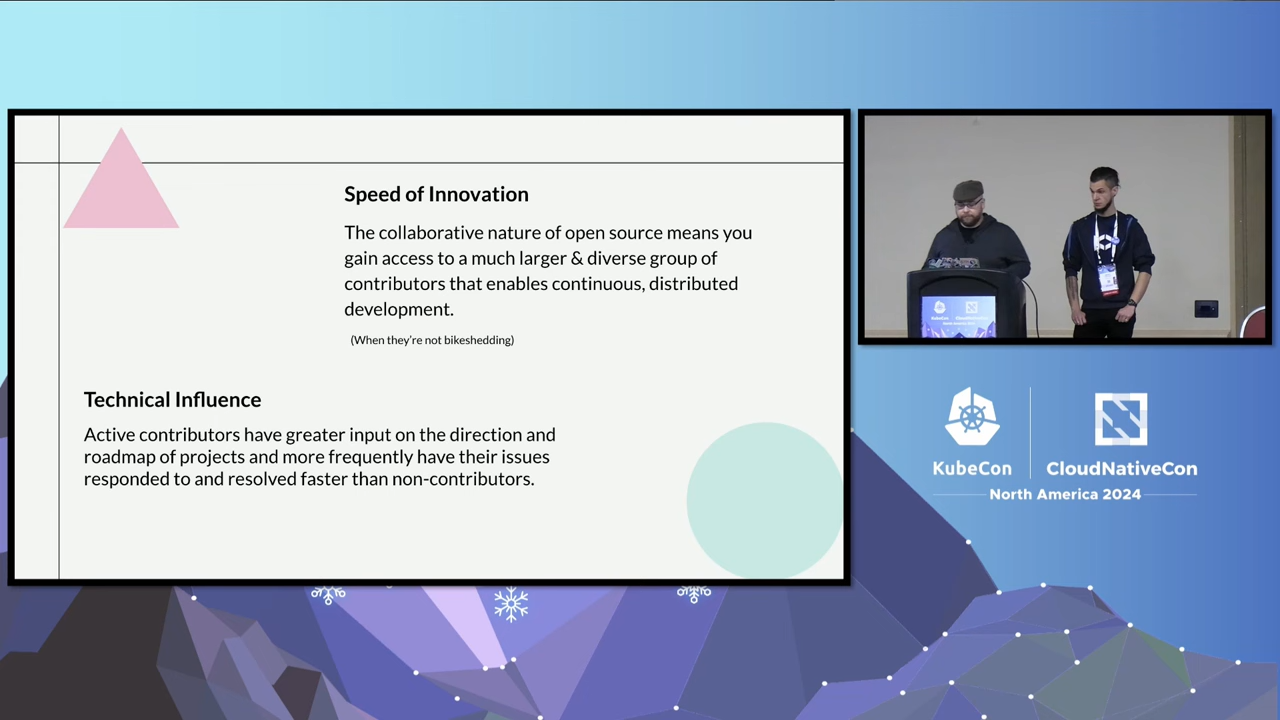 Speed of Innovation
The collaborative nature of open source means you
gain access to a much larger & diverse group of
contributors that enables continuous, distributed
development.
(When they're not bikeshedding)
Technical Influence
Active contributors have greater input on the direction and
roadmap of projects and more frequently have their issues
responded to and resolved faster than non-contributors.
KubeCon
CloudNativeCon
North America 2024